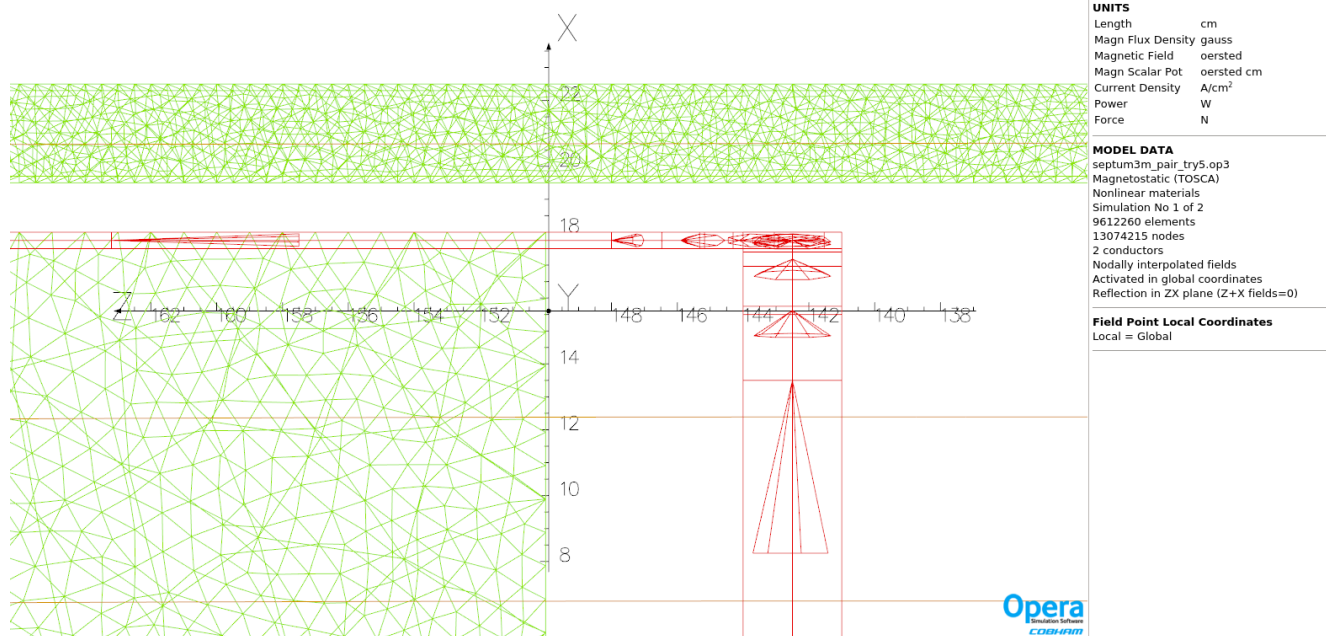 X
22
20
18
Z
Y
162
160
158
156
154
152
148
146
144
142
140
138
14
12
10
8
UNITS
Length cm
Magn Flux Density gauss
Magnetic Field oersted
Magn Scalar Pot oersted cm
Current Density A/cm²
Power W
Force N
MODEL DATA
septum3m_pair_try5.op3
Magnetostatic (TOSCA)
Nonlinear materials
Simulation No 1 of 2
9612260 elements
13074215 nodes
2 conductors
Nodally interpolated fields
Activated in global coordinates
Reflection in ZX plane (Z+X fields=0)
Field Point Local Coordinates
Local = Global
Opera
Simulation Software
COBHAM